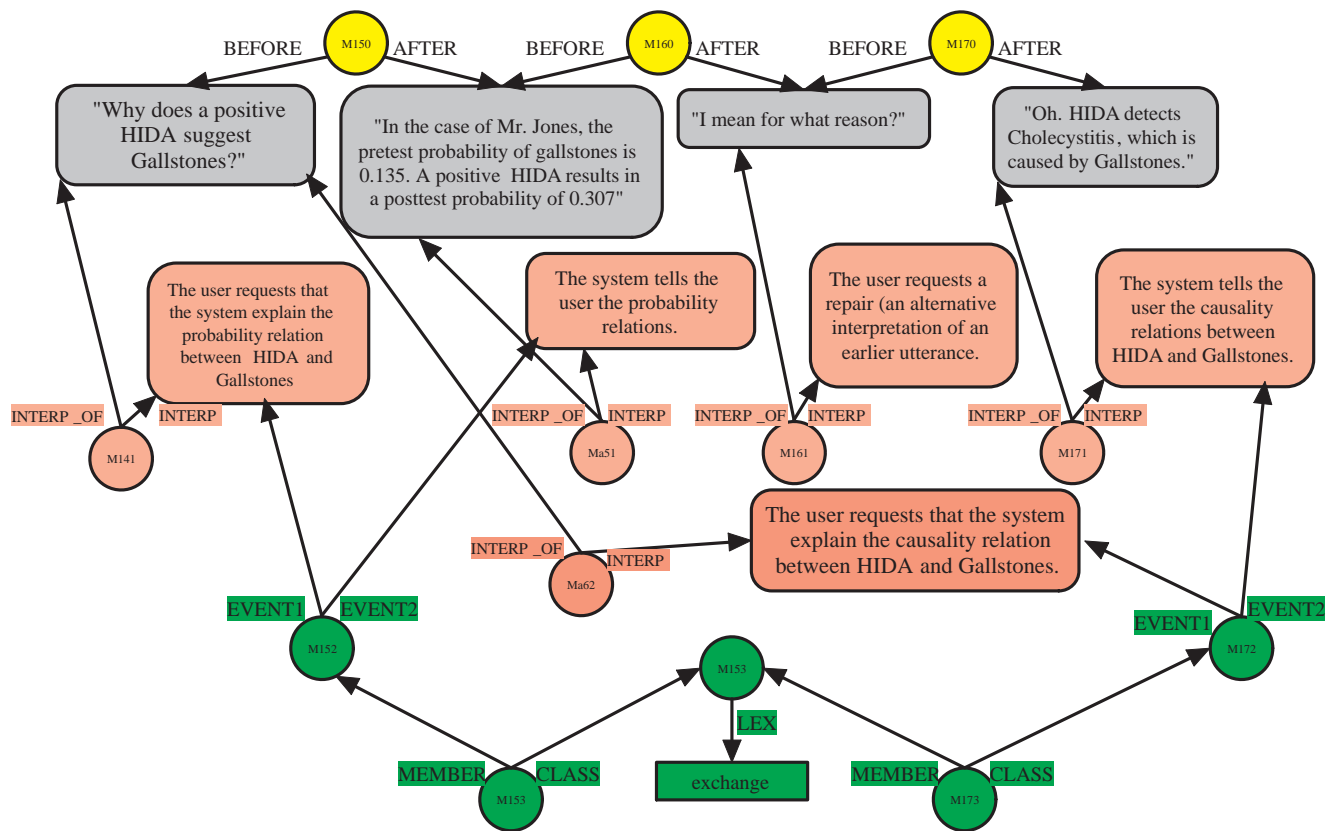 M150
M160
M170
BEFORE
AFTER
BEFORE
AFTER
BEFORE
AFTER
"Why does a positive
HIDA suggest
Gallstones?"
"In the case of Mr. Jones, the
pretest probability of gallstones is
0.135. A positive HIDA results in
a posttest probability of 0.307"
"I mean for what reason?"
"Oh. HIDA detects
Cholecystitis, which is
caused by Gallstones."
The user requests that
the system explain the
probability relation
between HIDA and
Gallstones
The system tells the
user the probability
relations.
The user requests a
repair (an alternative
interpretation of an
earlier utterance.
The system tells the
user the causality
relations between
HIDA and Gallstones.
INTERP _OF
INTERP
INTERP _OF
INTERP
INTERP _OF
INTERP
INTERP _OF
INTERP
M141
Ma51
M161
M171
The user requests that the system
explain the causality relation
between HIDA and Gallstones.
INTERP _OF
INTERP
Ma62
EVENT1
EVENT2
EVENT1
EVENT2
M152
M153
M172
LEX
MEMBER
CLASS
exchange
MEMBER
CLASS
M153
M173